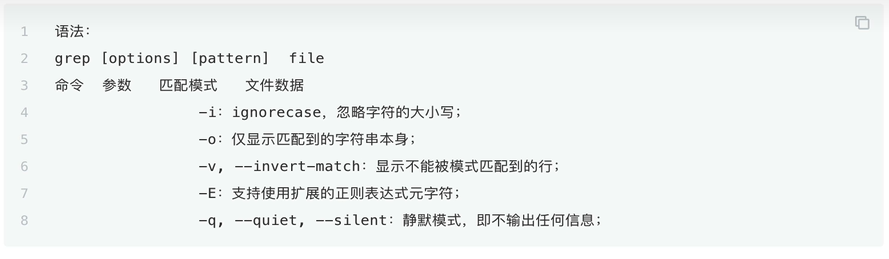 1 语法：
2 grep [options] [pattern] file
3 命令 参数 匹配模式 文件数据
4 -i：ignorecase，忽略字符的大小写；
5 -o：仅显示匹配到的字符串本身；
6 -v, --invert-match：显示不能被模式匹配到的行；
7 -E：支持使用扩展的正则表达式元字符；
8 -q, --quiet, --silent：静默模式，即不输出任何信息；